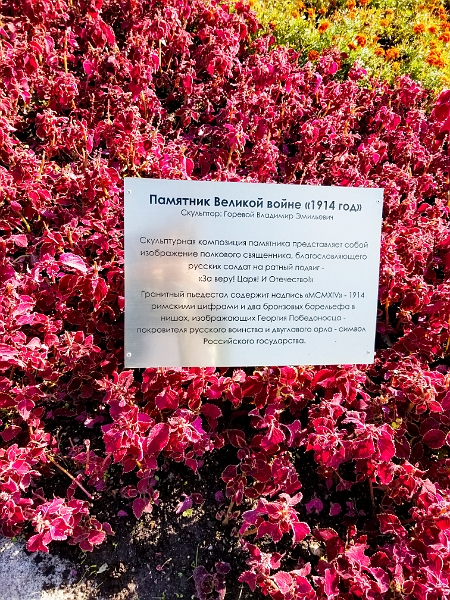 Памятник Великой войне «1914 год»
Скульптор: Горевой Владимир Эмильович
Скульптурная композиция памятника представляет собой
изображение полкового священника, благословляющего
русских солдат на ратный подвиг -
«За веру! Царя! И Отечество!»
Гранитный пьедестал содержит надпись «MCMXIV» - 1914
римскими цифрами и два бронзовых барельефа в
нишах, изображающих Георгия Победоносца -
покровителя русского воинства и двуглавого орла - символ
Российского государства.